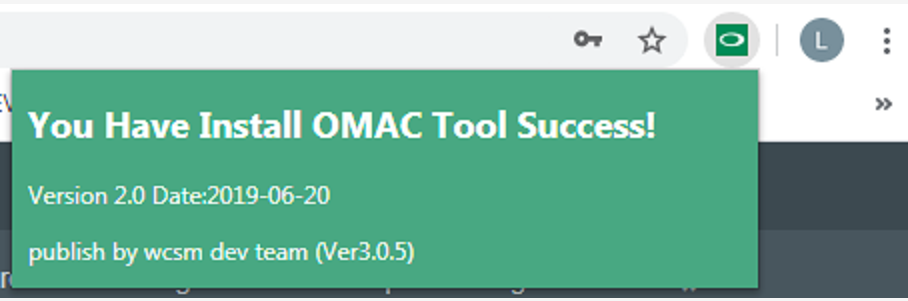 L
»
You Have Install OMAC Tool Success!
Version 2.0 Date:2019-06-20
publish by wcsm dev team (Ver3.0.5)